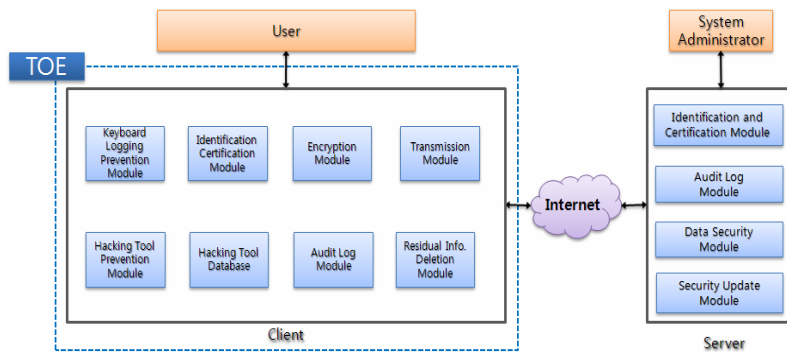 User
System
Administrator
TOE
Keyboard
Logging
Prevention
Module
Identification
Certification
Module
Encryption
Module
Transmission
Module
Hacking Tool
Prevention
Module
Hacking Tool
Database
Audit Log
Module
Residual Info.
Deletion
Module
Client
Internet
Identification and
Certification Module
Audit Log
Module
Data Security
Module
Security Update
Module
Server